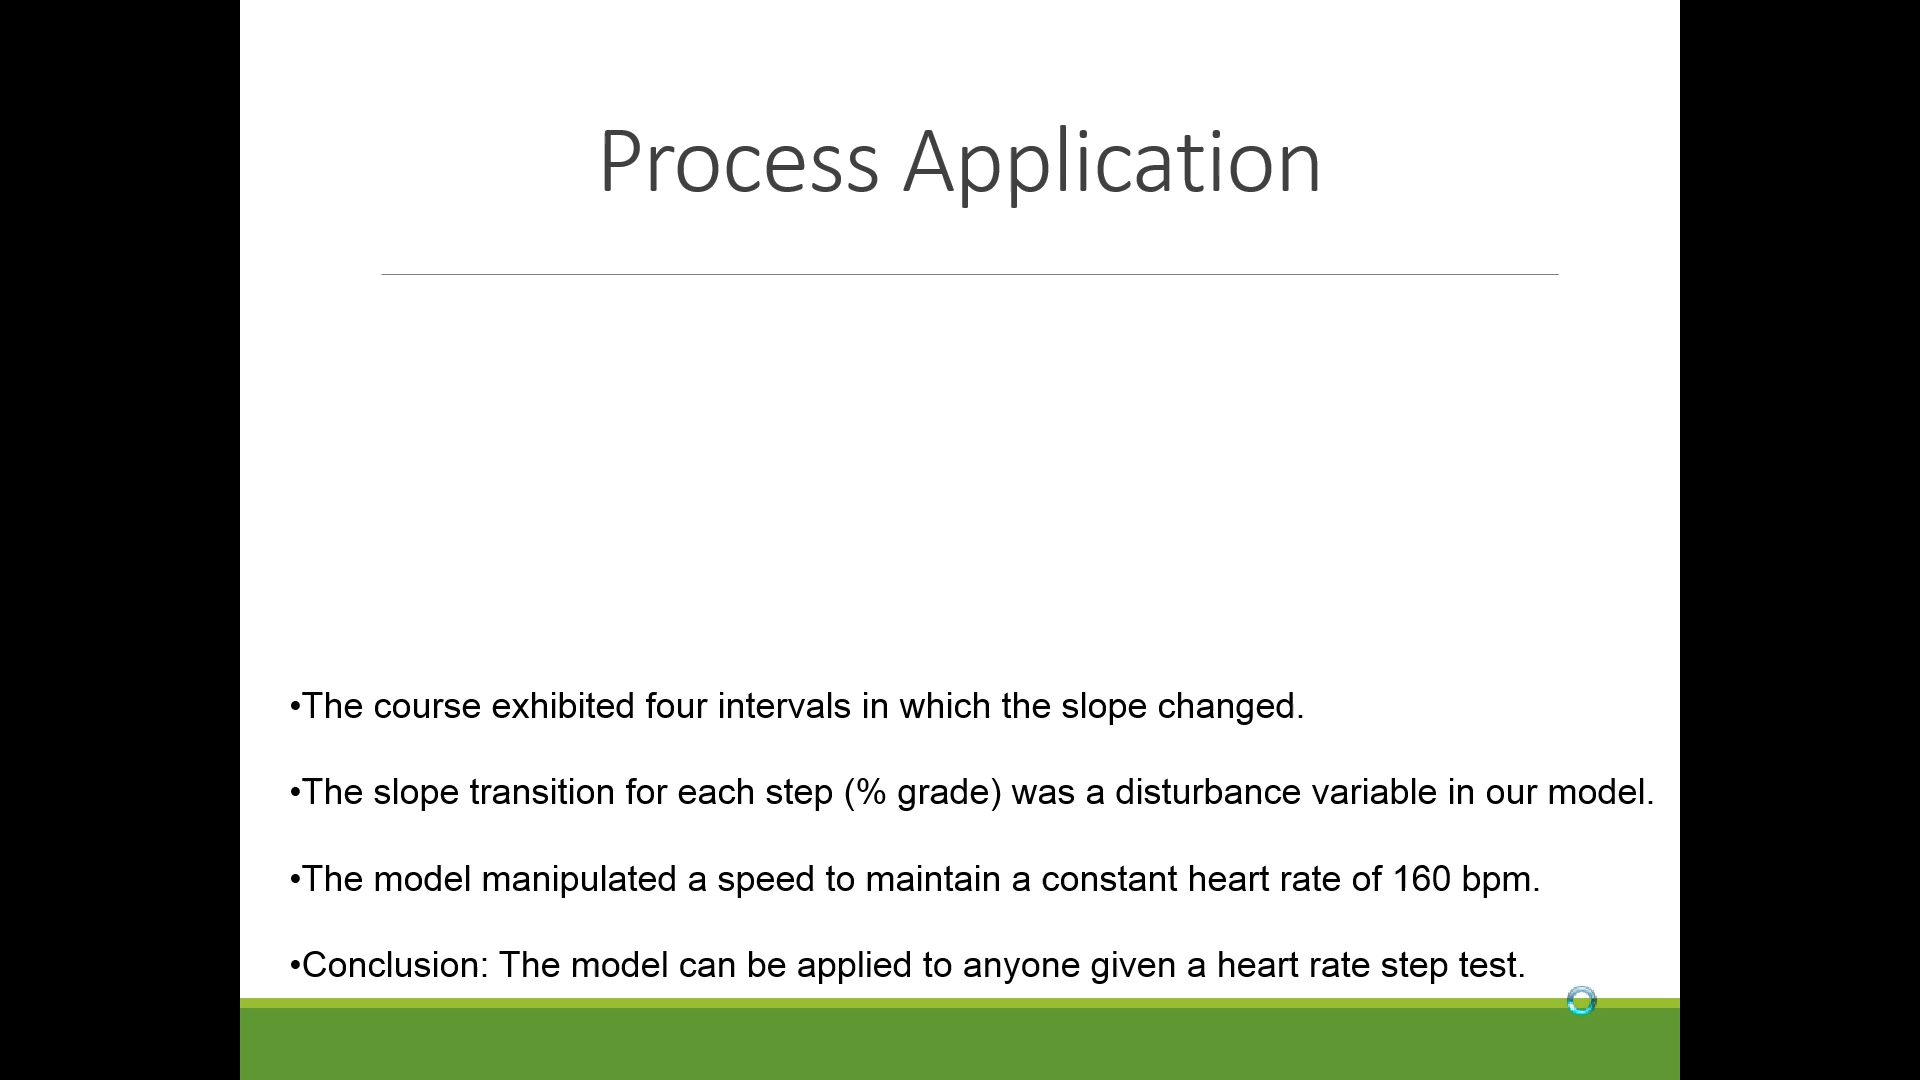 Process Application
•The course exhibited four intervals in which the slope changed.
•The slope transition for each step (% grade) was a disturbance variable in our model.
•The model manipulated a speed to maintain a constant heart rate of 160 bpm.
•Conclusion: The model can be applied to anyone given a heart rate step test.